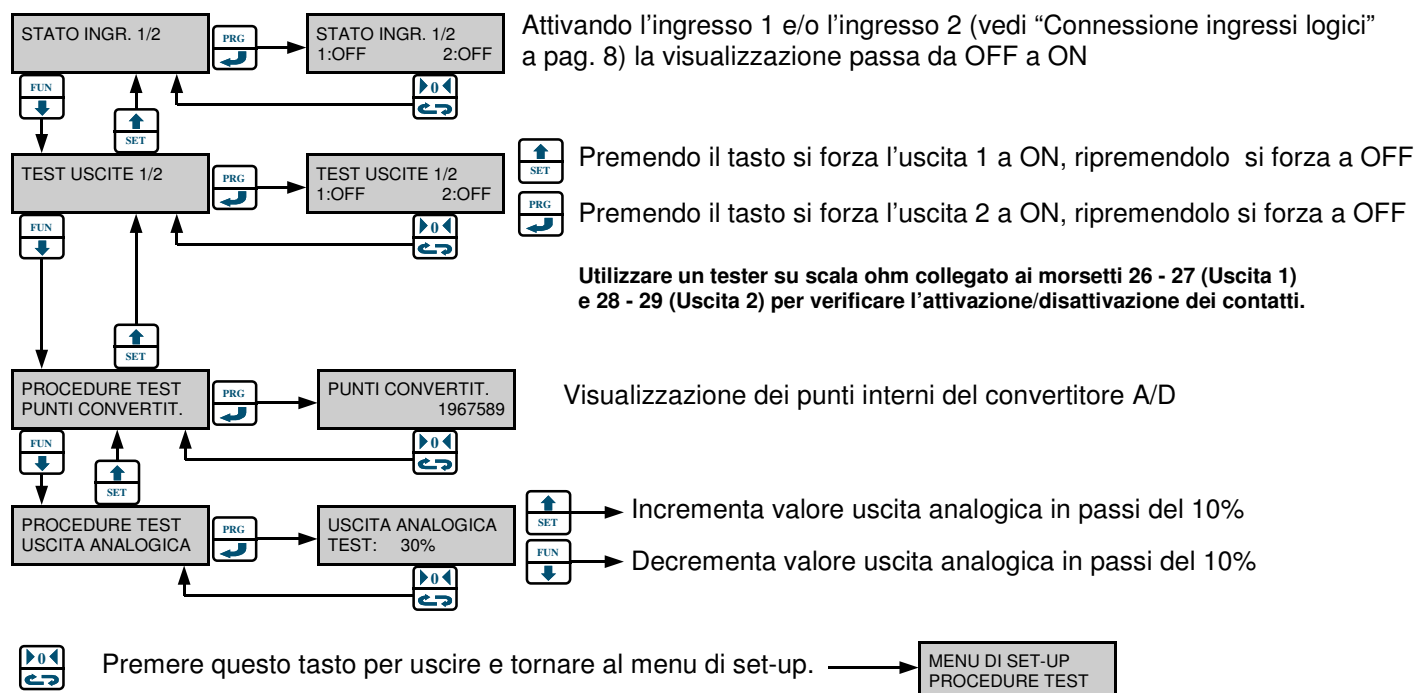 STATO INGR. 1/2
PRG
STATO INGR. 1/2
1:OFF 2:OFF
Attivando l'ingresso 1 e/o l'ingresso 2 (vedi “Connessione ingressi logici”
a pag. 8) la visualizzazione passa da OFF a ON
FUN
0
SET
TEST USCITE 1/2
PRG
TEST USCITE 1/2
1:OFF 2:OFF
SET
Premendo il tasto si forza l'uscita 1 a ON, ripremendolo si forza a OFF
PRG
Premendo il tasto si forza l'uscita 2 a ON, ripremendolo si forza a OFF
FUN
0
Utilizzare un tester su scala ohm collegato ai morsetti 26 - 27 (Uscita 1)
e 28 - 29 (Uscita 2) per verificare l'attivazione/disattivazione dei contatti.
SET
PROCEDURE TEST
PUNTI CONVERTIT.
PRG
PUNTI CONVERTIT.
1967589
Visualizzazione dei punti interni del convertitore A/D
FUN
0
SET
PROCEDURE TEST
USCITA ANALOGICA
PRG
USCITA ANALOGICA
TEST: 30%
SET
Incrementa valore uscita analogica in passi del 10%
FUN
Decrementa valore uscita analogica in passi del 10%
0
0
Premere questo tasto per uscire e tornare al menu di set-up.
MENU DI SET-UP
PROCEDURE TEST